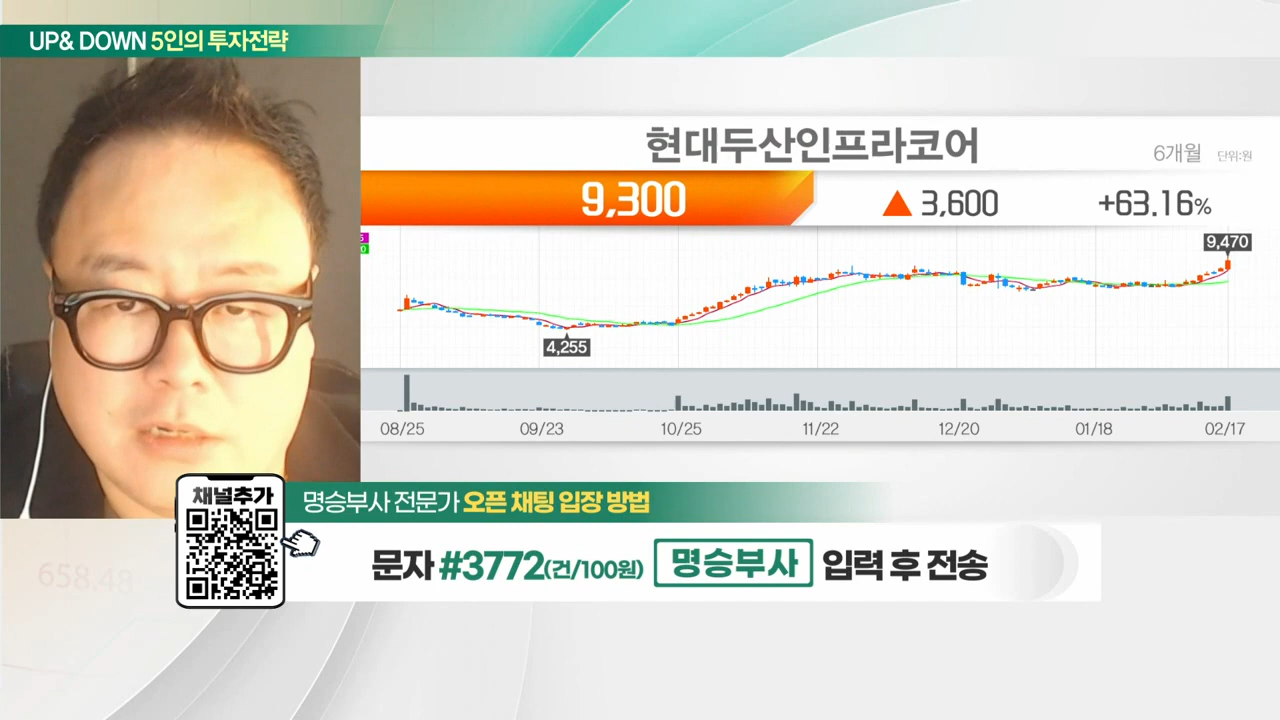 UP& DOWN 5인의 투자전략
현대두산인프라코어
6개월 단위:원
9,300 ▲ 3,600 +63.16%
9,470
4,255
08/25 09/23 10/25 11/22 12/20 01/18 02/17
채널추가
명승부사 전문가 오픈 채팅 입장 방법
문자 #3772(건/100원) 명승부사 입력 후 전송
658.48